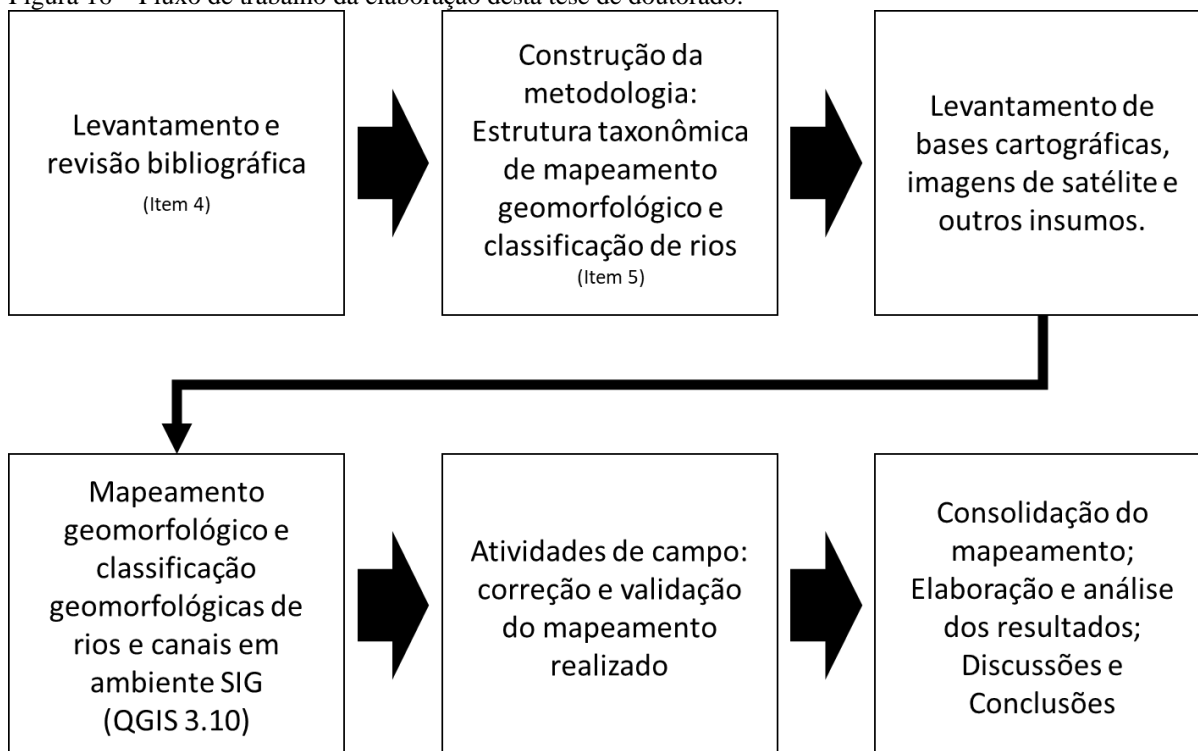 Figura 18 – Fluxo de trabalho da elaboração desta tese de doutorado.
Levantamento e
revisão bibliográfica
(Item 4)
Construção da
metodologia:
Estrutura taxonômica
de mapeamento
geomorfológico e
classificação de rios
(Item 5)
Levantamento de
bases cartográficas,
imagens de satélite e
outros insumos.
Mapeamento
geomorfológico e
classificação
geomorfológicas de
rios e canais em
ambiente SIG
(QGIS 3.10)
Atividades de campo:
correção e validação
do mapeamento
realizado
Consolidação do
mapeamento;
Elaboração e análise
dos resultados;
Discussões e
Conclusões